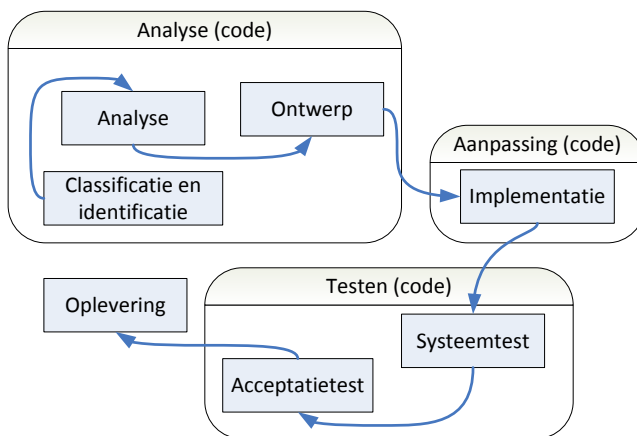 Analyse (code)
Analyse
Ontwerp
Classificatie en
identificatie
Aanpassing (code)
Implementatie
Testen (code)
Oplevering
Systeemtest
Acceptatietest